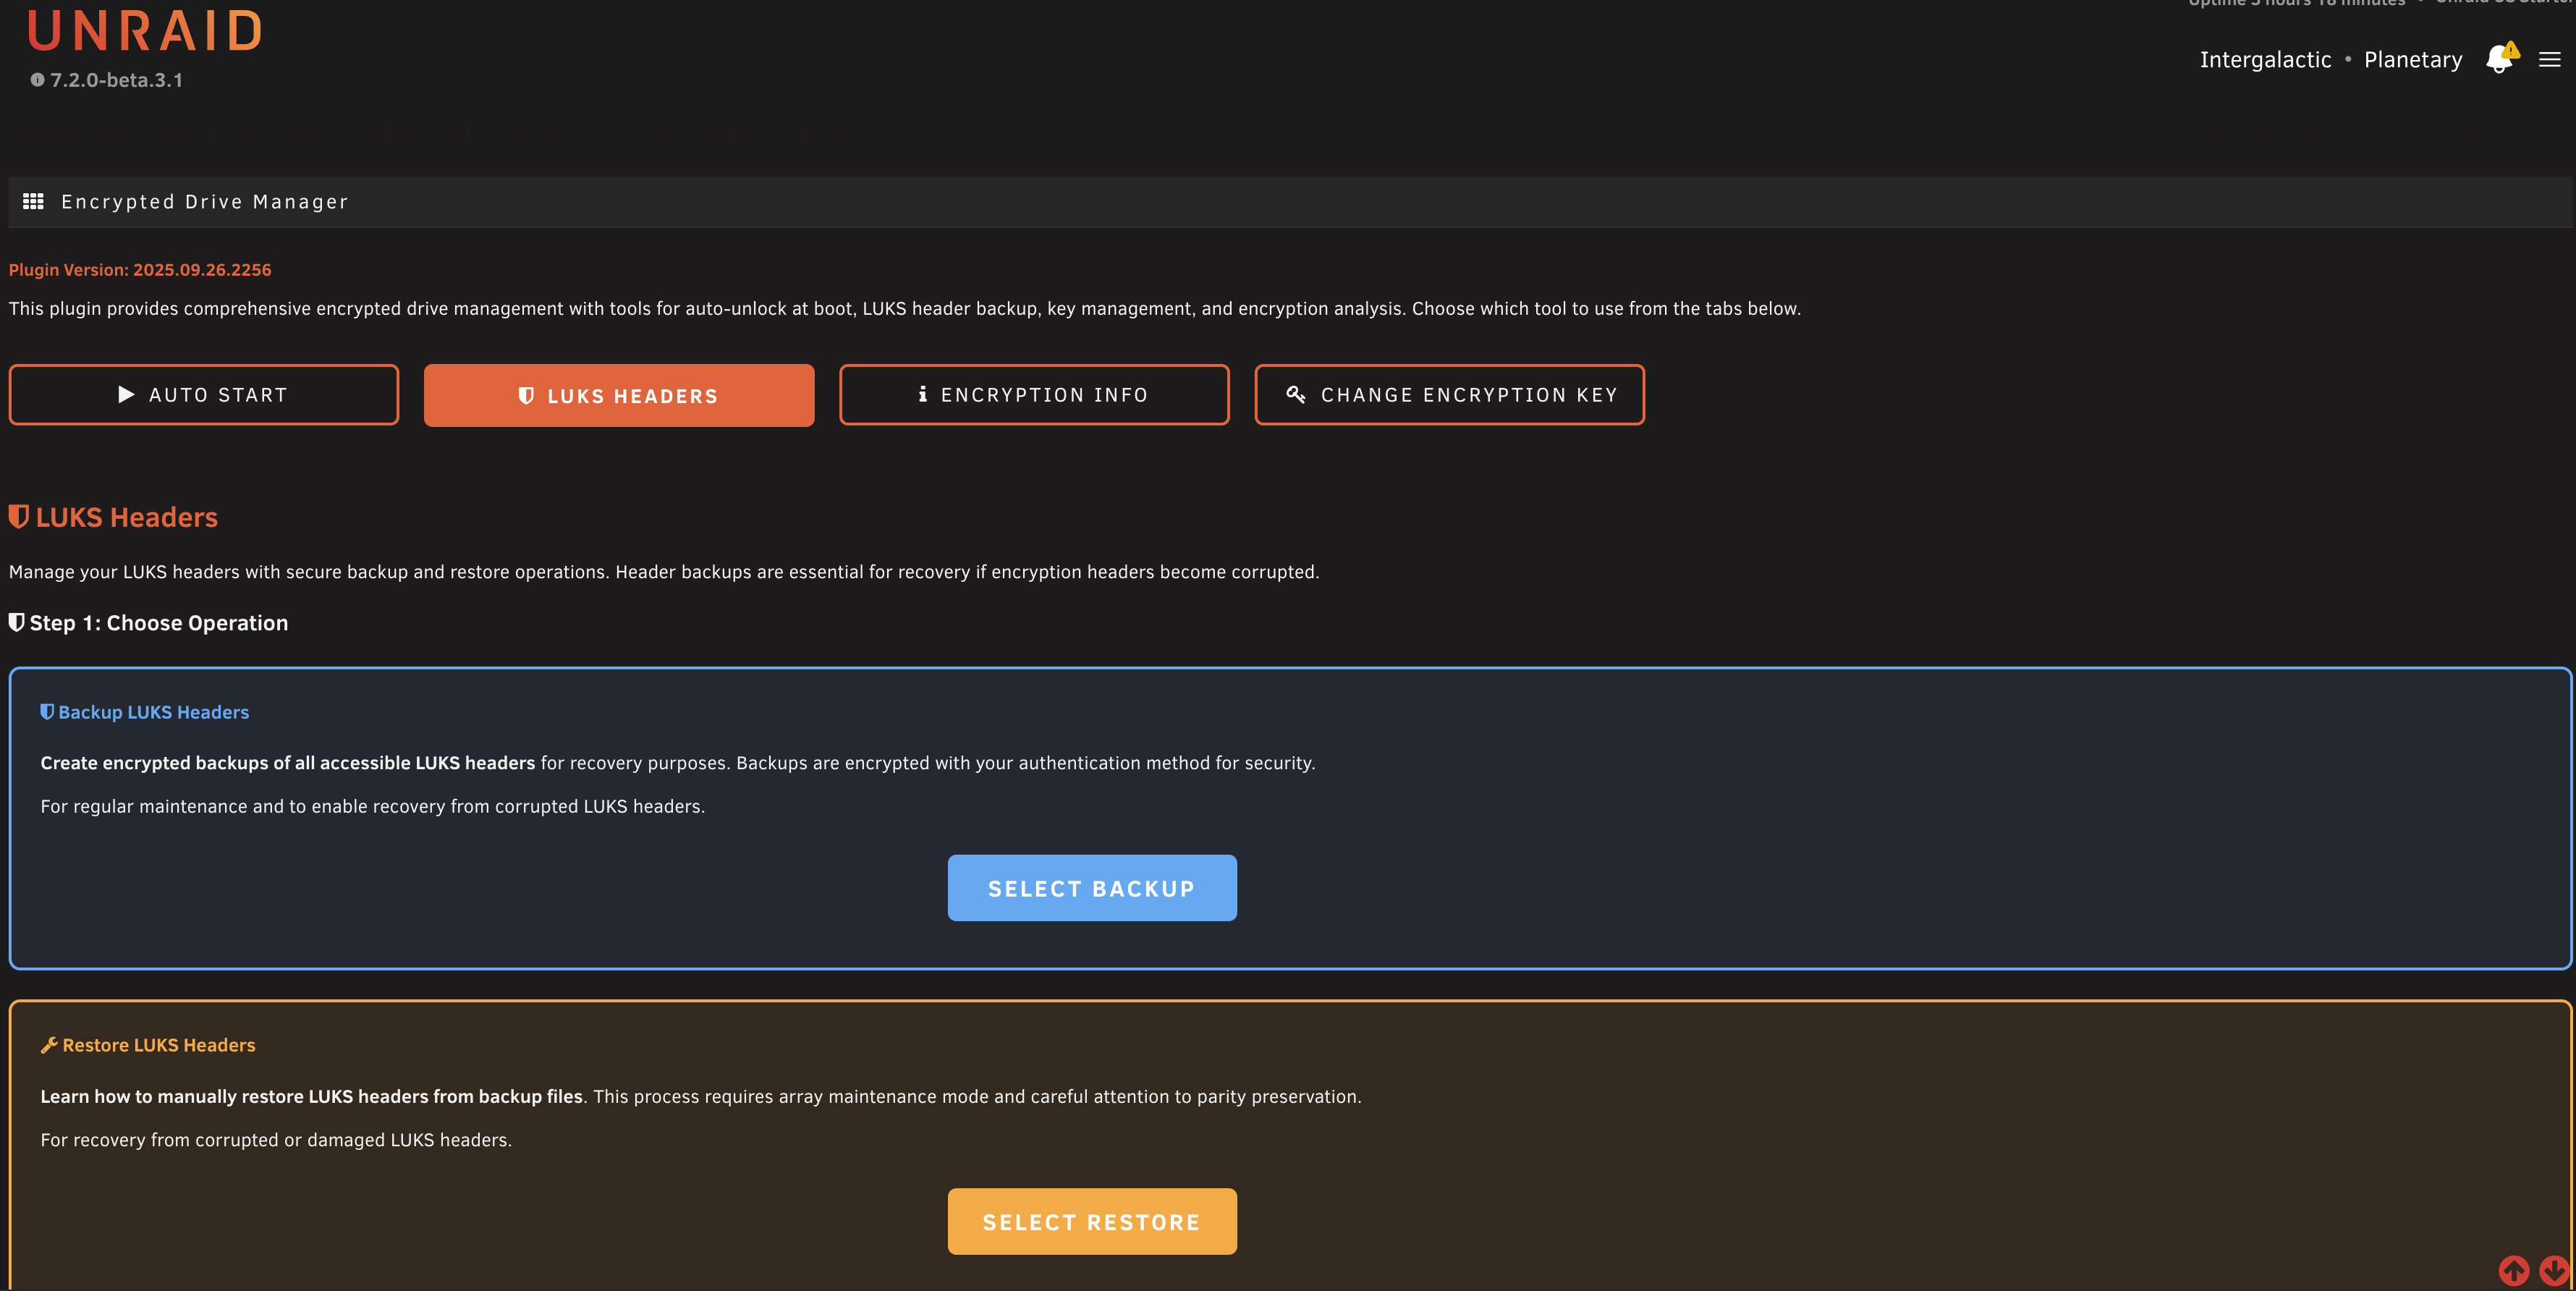 UNRAID
7.2.0-beta.3.1
Uptime 5 hours 18 minutes •
Intergalactic • Planetary
Encrypted Drive Manager
Plugin Version: 2025.09.26.2256
This plugin provides comprehensive encrypted drive management with tools for auto-unlock at boot, LUKS header backup, key management, and encryption analysis. Choose which tool to use from the tabs below.
AUTO START
LUKS HEADERS
ENCRYPTION INFO
CHANGE ENCRYPTION KEY
LUKS Headers
Manage your LUKS headers with secure backup and restore operations. Header backups are essential for recovery if encryption headers become corrupted.
Step 1: Choose Operation
Backup LUKS Headers
Create encrypted backups of all accessible LUKS headers for recovery purposes. Backups are encrypted with your authentication method for security.
For regular maintenance and to enable recovery from corrupted LUKS headers.
SELECT BACKUP
Restore LUKS Headers
Learn how to manually restore LUKS headers from backup files. This process requires array maintenance mode and careful attention to parity preservation.
For recovery from corrupted or damaged LUKS headers.
SELECT RESTORE